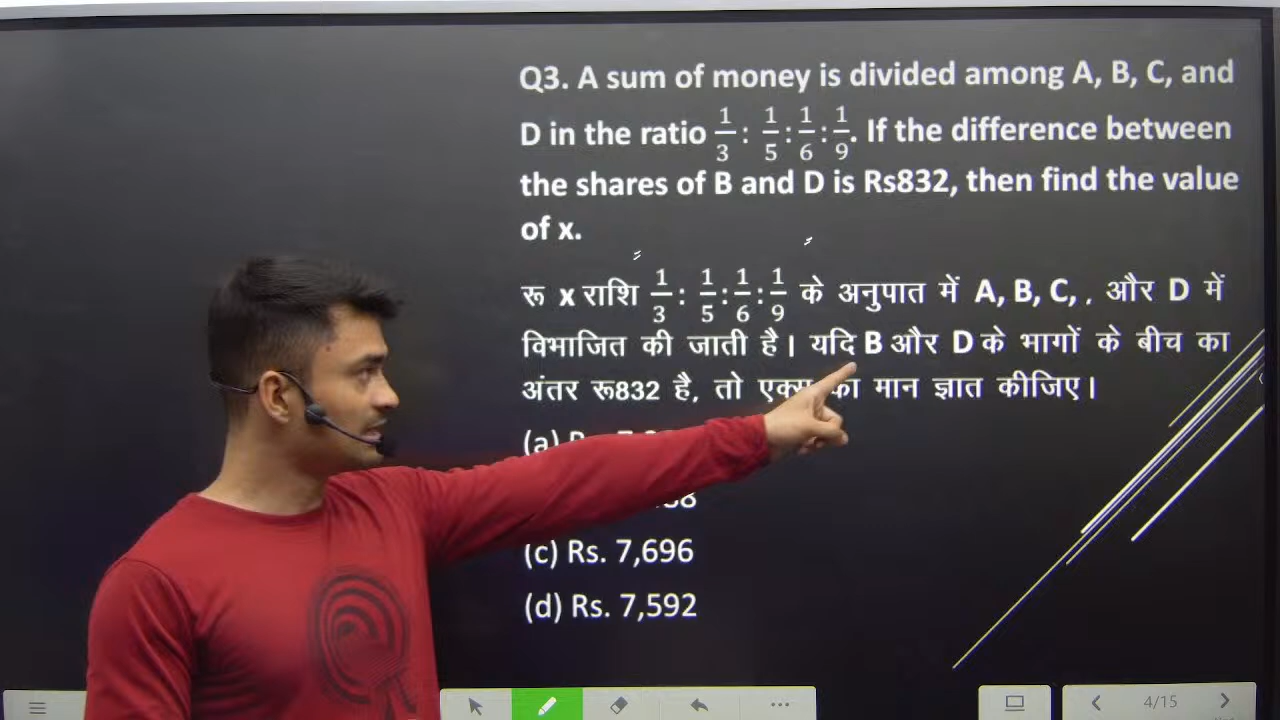 Q3. A sum of money is divided among A, B, C, and
D in the ratio 1/3 : 1/5 : 1/6 : 1/9. If the difference between
the shares of B and D is Rs832, then find the value
of x.
रू x राशि 1/3 : 1/5 : 1/6 : 1/9 के अनुपात में A, B, C, , और D में
विभाजित की जाती है। यदि B और D के भागों के बीच का
अंतर रू832 है, तो एक्स का मान ज्ञात कीजिए।
(a)
(c) Rs. 7,696
(d) Rs. 7,592
4/15